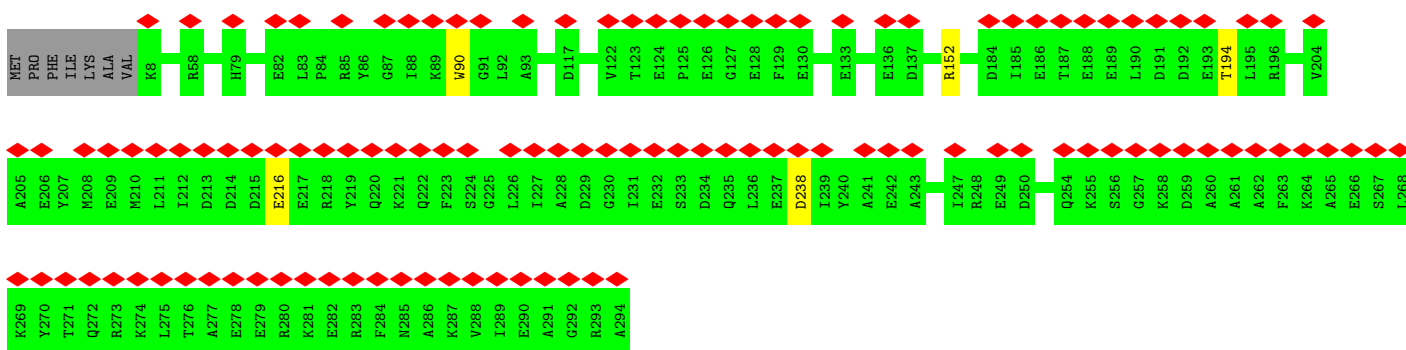 MET PRO PHE ILE LYS ALA VAL K8 R58 H79 E82 L83 P84 R85 Y86 G87 I88 K89 W90 G91 L92 A93 D117 V122 T123 E124 P125 E126 G127 E128 F129 E130 E133 E136 D137 R152 D184 I185 E186 T187 E188 E189 L190 D191 D192 E193 T194 L195 R196 V204
A205 E206 Y207 M208 E209 M210 L211 I212 D213 D214 D215 E216 E217 R218 Y219 Q220 K221 Q222 F223 S224 G225 L226 I227 A228 D229 G230 I231 E232 S233 D234 Q235 L236 E237 D238 I239 Y240 A241 E242 A243 I247 R248 E249 D250 Q254 K255 S256 G257 K258 D259 A260 A261 A262 F263 K264 A265 E266 S267 L268
K269 Y270 T271 Q272 R273 K274 L275 T276 A277 E278 E279 R280 K281 E282 R283 F284 N285 A286 K287 V288 I289 E290 A291 G292 R293 A294